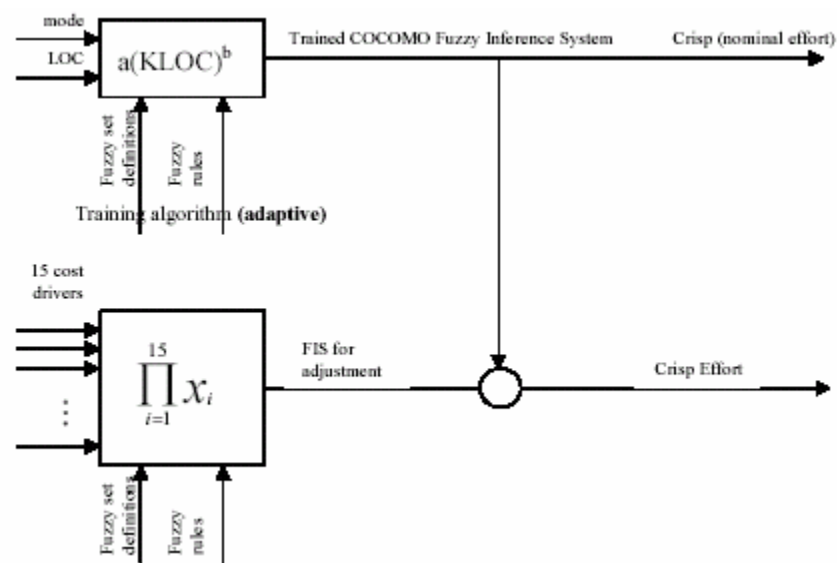 mode
LOC
a(KLOC)^b
Trained COCOMO Fuzzy Inference System
Crisp (nominal effort)
Fuzzy set
definitions
Fuzzy
rules
Training algorithm (adaptive)
15 cost
drivers
15
∏ xᵢ
i=1
⋮
FIS for
adjustment
Crisp Effort
Fuzzy set
definitions
Fuzzy
rules